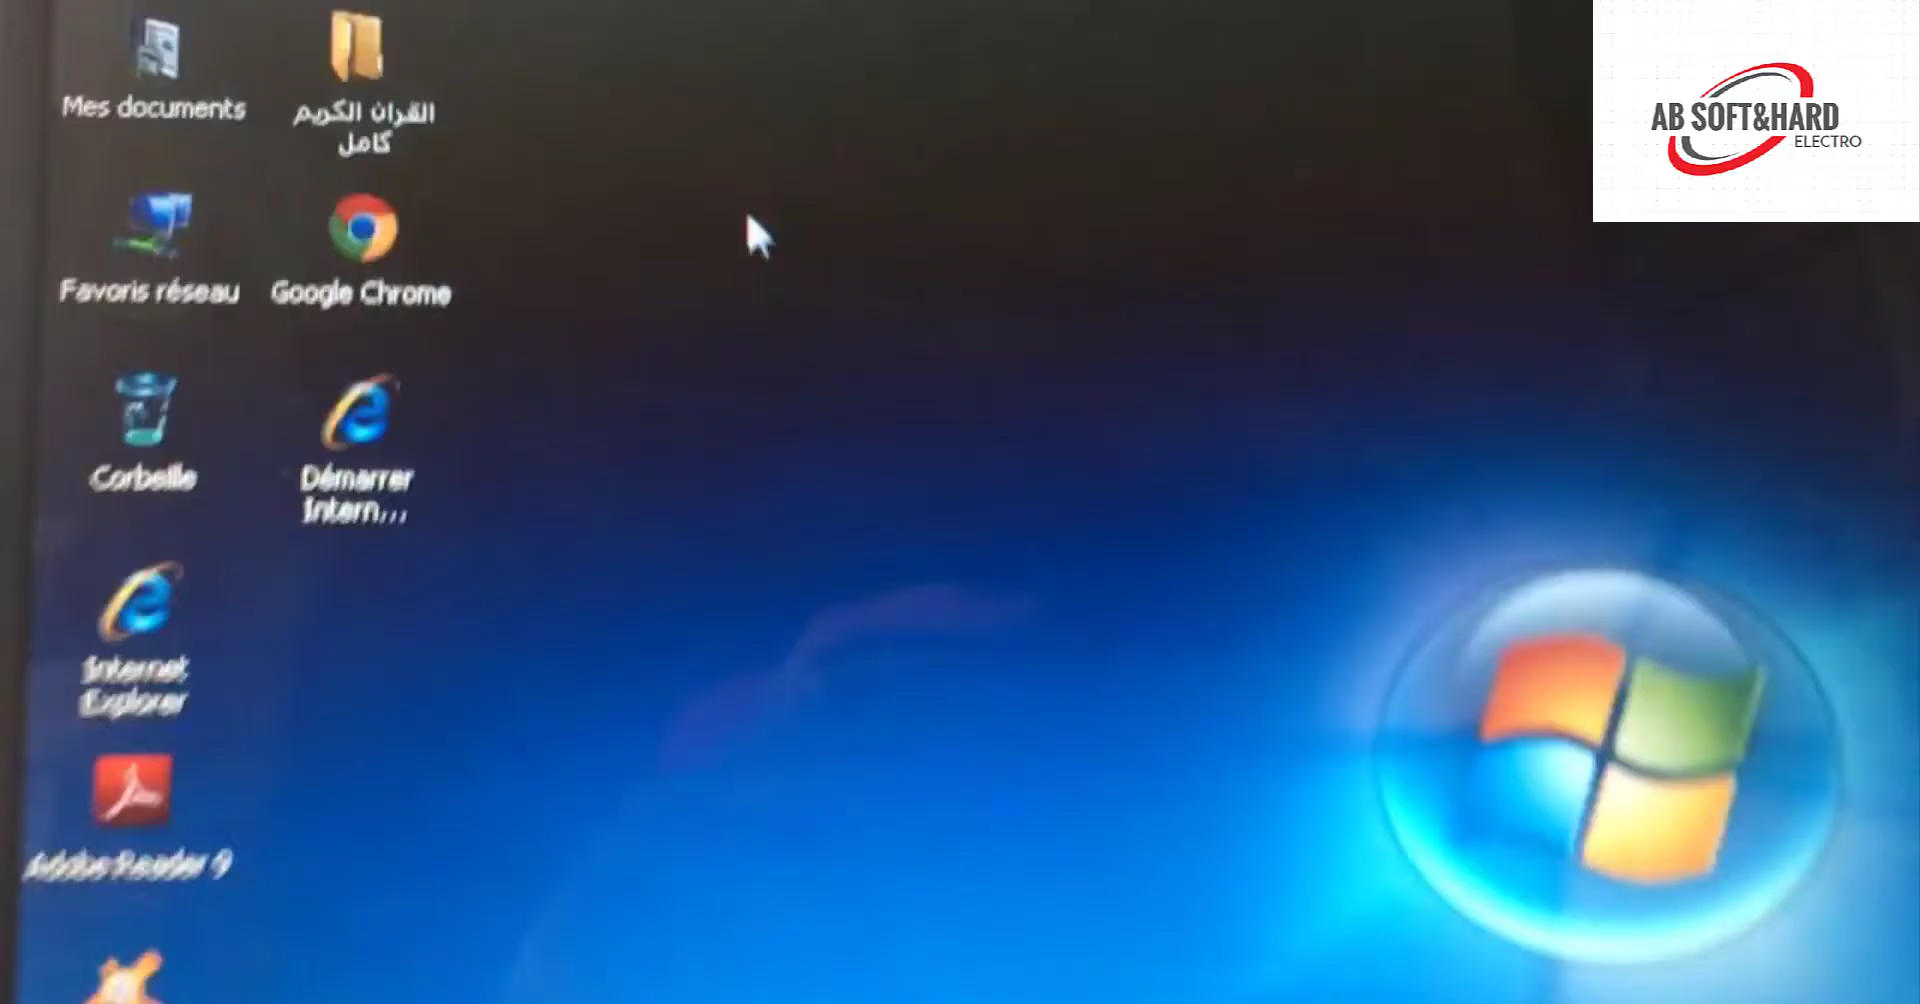 Mes documents
القران الكريم
كامل
Favoris réseau
Google Chrome
Corbeille
Démarrer
Intern...
Internet
Explorer
Adobe Reader 9
AB SOFT&HARD
ELECTRO